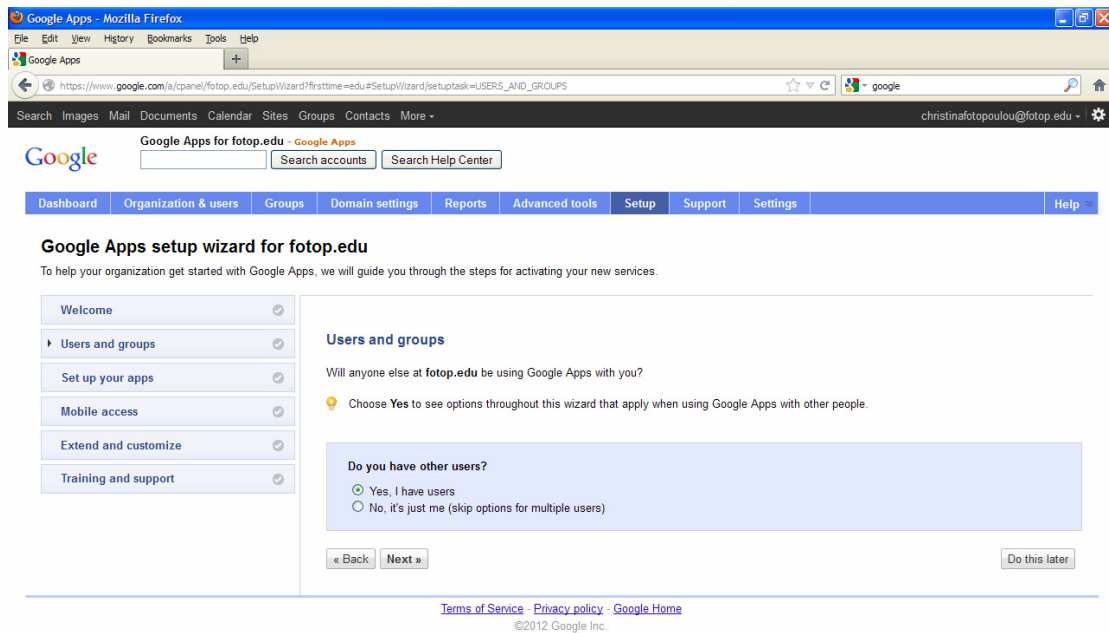 Google Apps - Mozilla Firefox
File Edit View History Bookmarks Tools Help
Google Apps +
https://www.google.com/a/cpanel/fotop.edu/SetupWizard?firsttime=edu#SetupWizard/setuptask=USERS_AND_GROUPS google
Search Images Mail Documents Calendar Sites Groups Contacts More christinafotopoulou@fotop.edu
Google Apps for fotop.edu - Google Apps
Google Search accounts Search Help Center
Dashboard Organization & users Groups Domain settings Reports Advanced tools Setup Support Settings Help
Google Apps setup wizard for fotop.edu
To help your organization get started with Google Apps, we will guide you through the steps for activating your new services.
Welcome
Users and groups
Set up your apps
Mobile access
Extend and customize
Training and support
Users and groups
Will anyone else at fotop.edu be using Google Apps with you?
Choose Yes to see options throughout this wizard that apply when using Google Apps with other people.
Do you have other users?
Yes, I have users
No, it's just me (skip options for multiple users)
« Back Next » Do this later
Terms of Service - Privacy policy - Google Home
©2012 Google Inc.